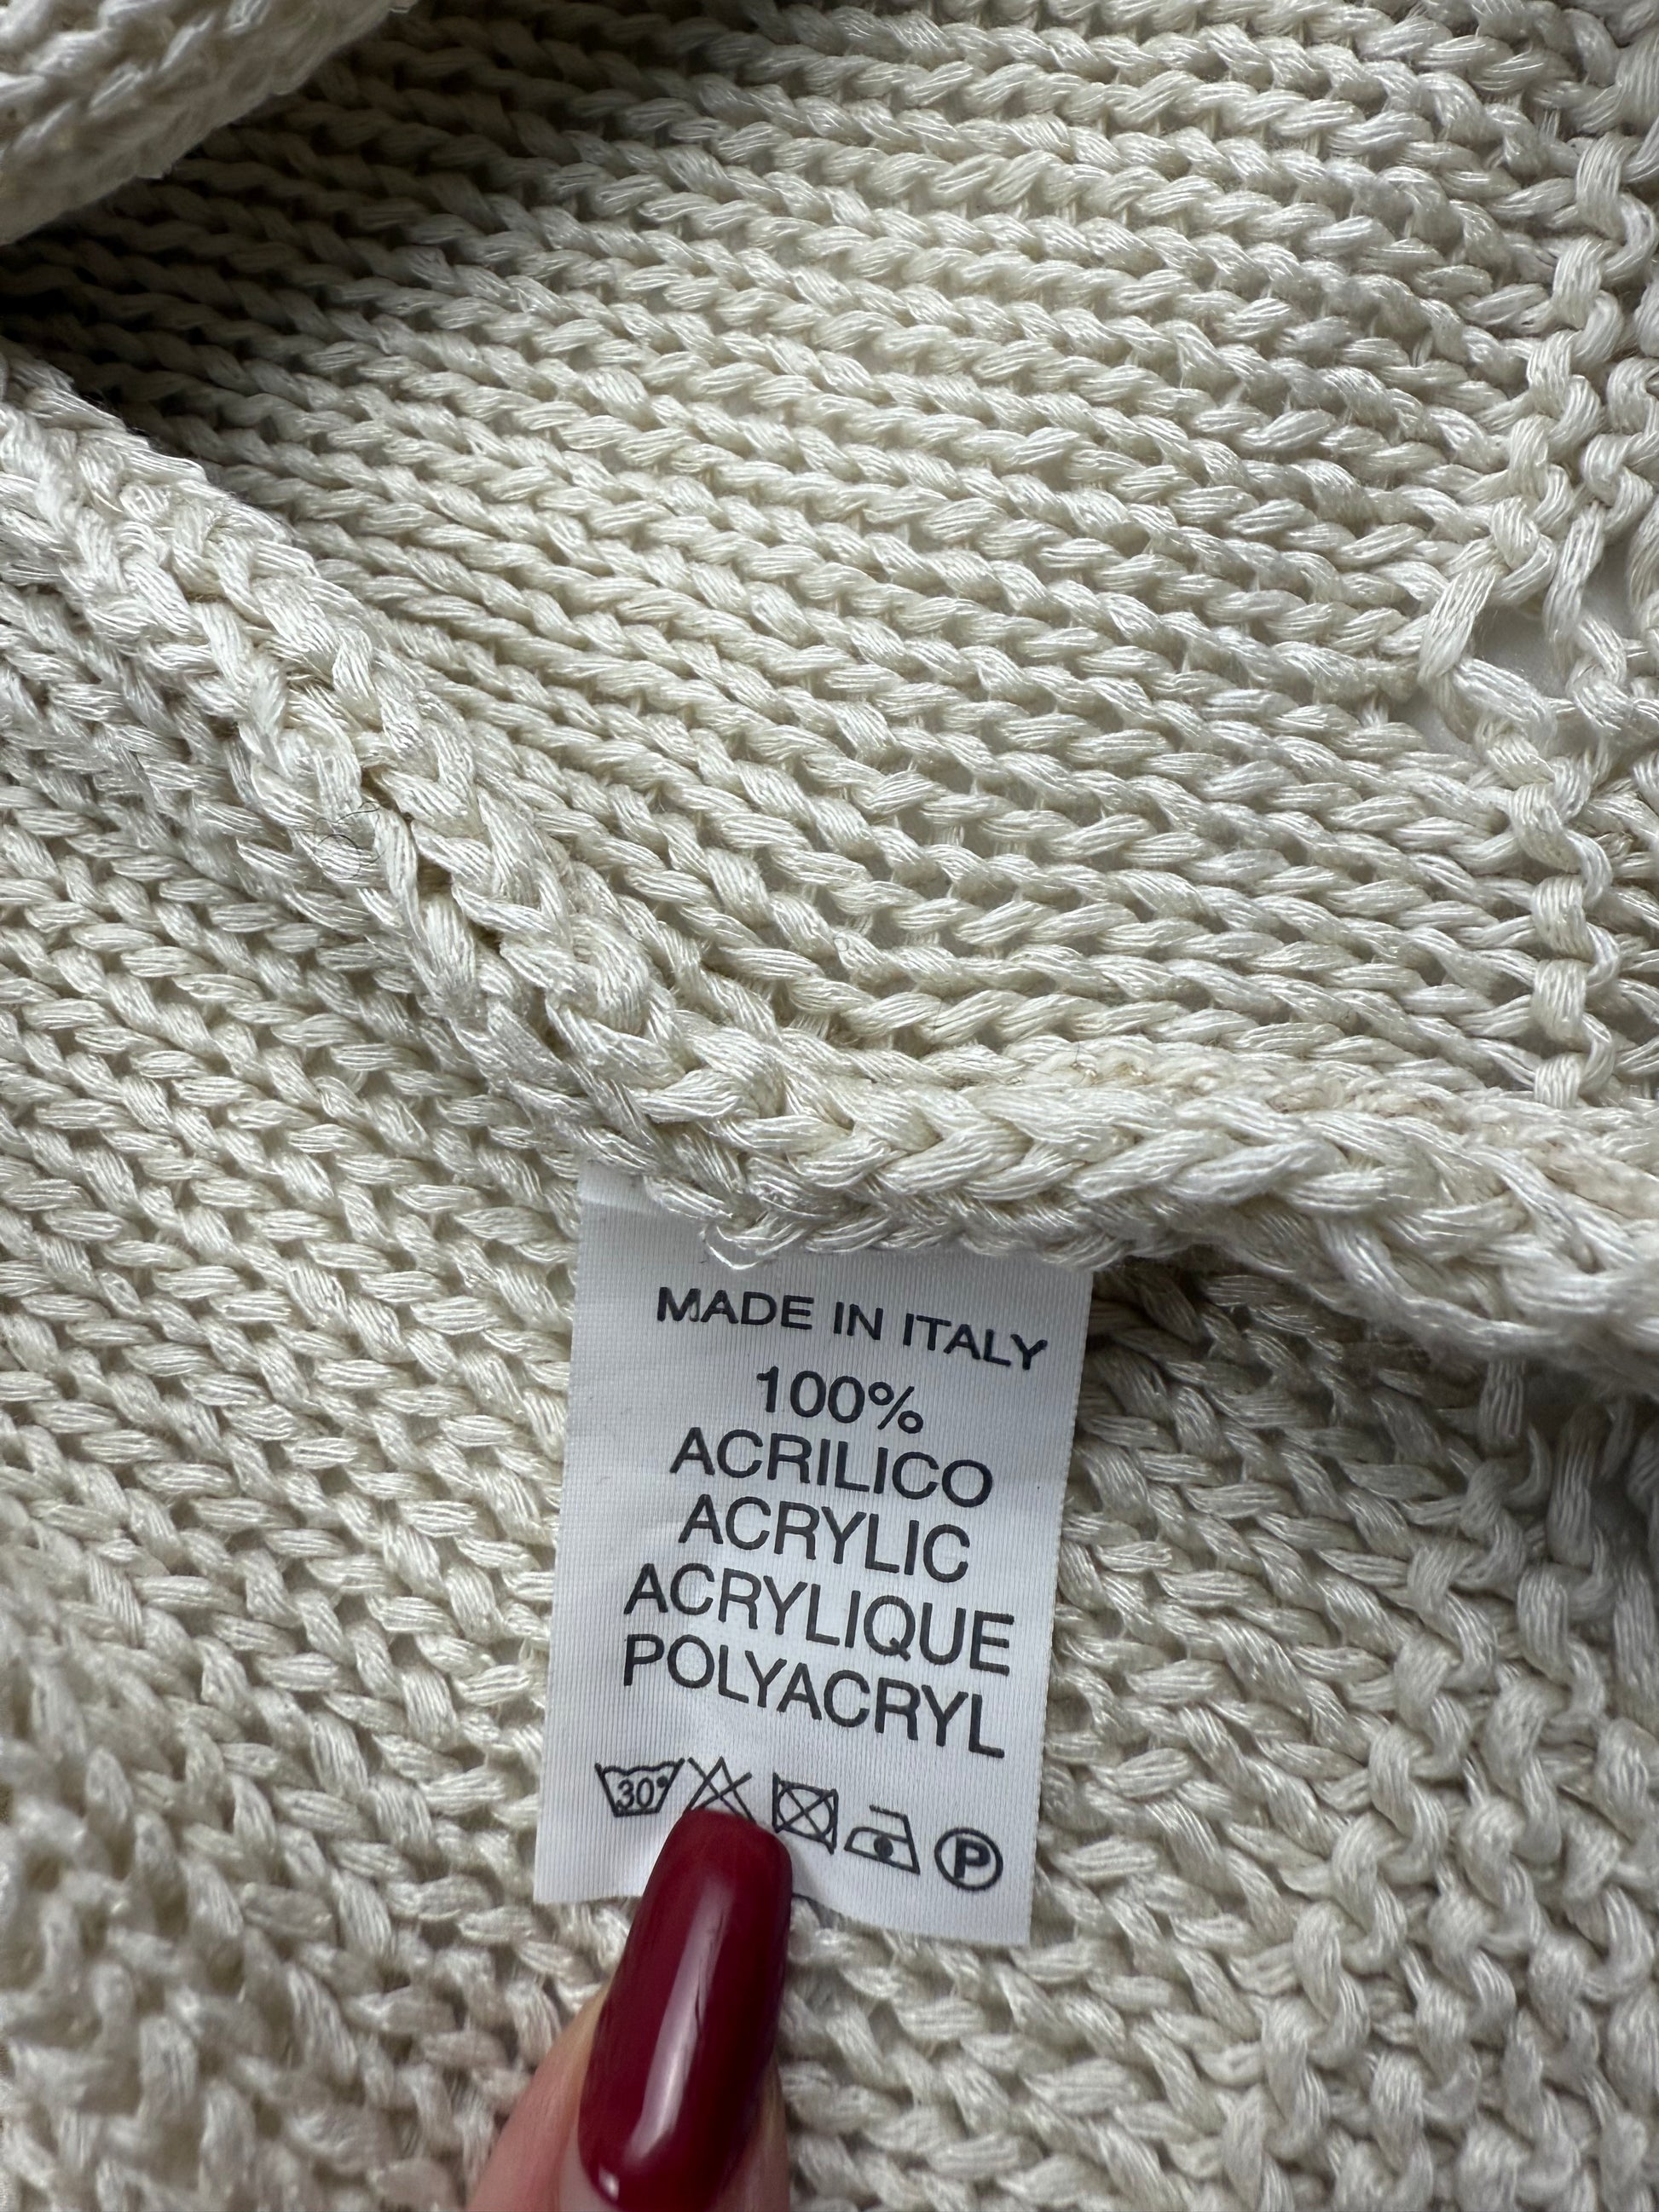 MADE IN ITALY
100%
ACRILICO
ACRYLIC
ACRYLIQUE
POLYACRYL
30° P